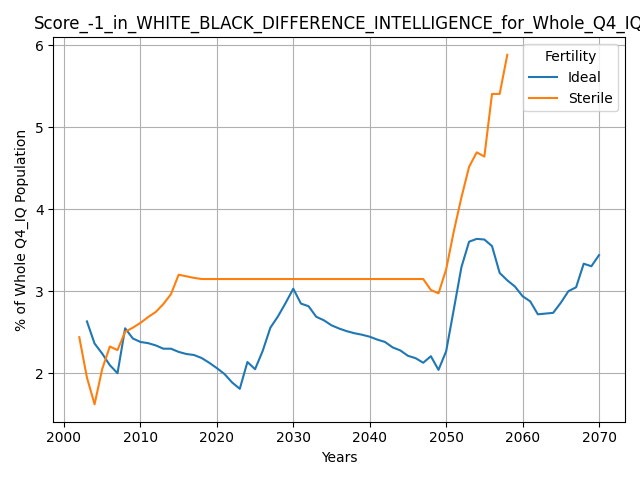 Score_-1_in_WHITE_BLACK_DIFFERENCE_INTELLIGENCE_for_Whole_Q4_IQ
6
5
4
3
2
% of Whole Q4_IQ Population
Fertility
Ideal
Sterile
2000 2010 2020 2030 2040 2050 2060 2070
Years